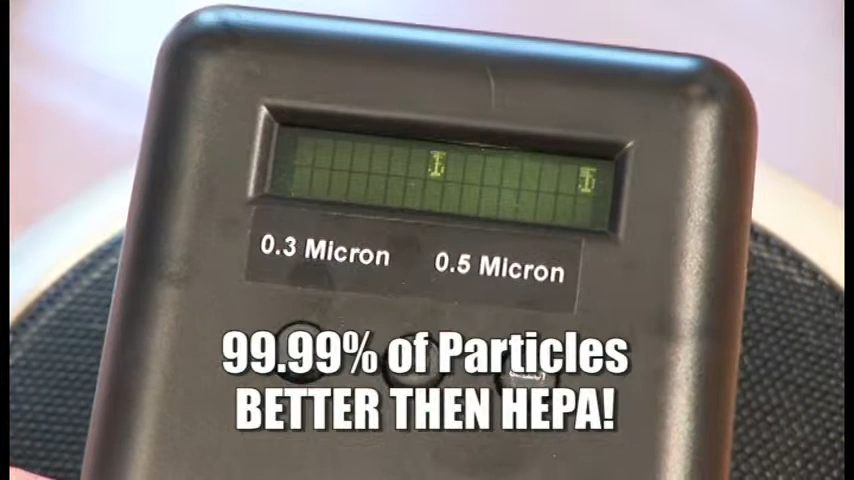 0.3 Micron 0.5 Micron
99.99% of Particles
BETTER THEN HEPA!